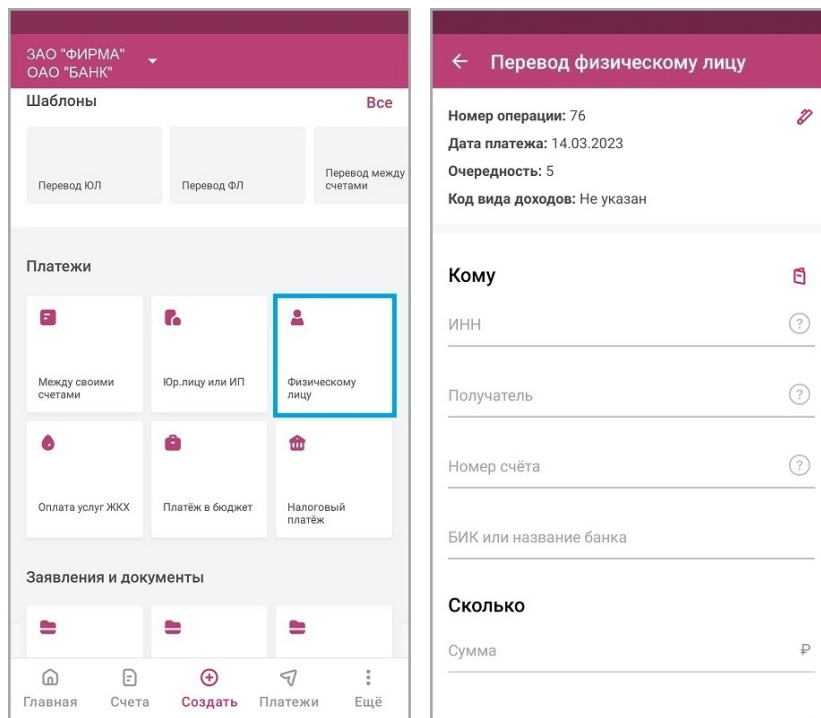 ЗАО "ФИРМА"
ОАО "БАНК"
Шаблоны
Все
Перевод ЮЛ
Перевод ФЛ
Перевод между
счетами
Платежи
Между своими
счетами
Юр.лицу или ИП
Физическому
лицу
Оплата услуг ЖКХ
Платёж в бюджет
Налоговый
платёж
Заявления и документы
Главная
Счета
Создать
Платежи
Ещё
Перевод физическому лицу
Номер операции: 76
Дата платежа: 14.03.2023
Очередность: 5
Код вида доходов: Не указан
Кому
ИНН
?
Получатель
?
Номер счёта
?
БИК или название банка
Сколько
Сумма
₽